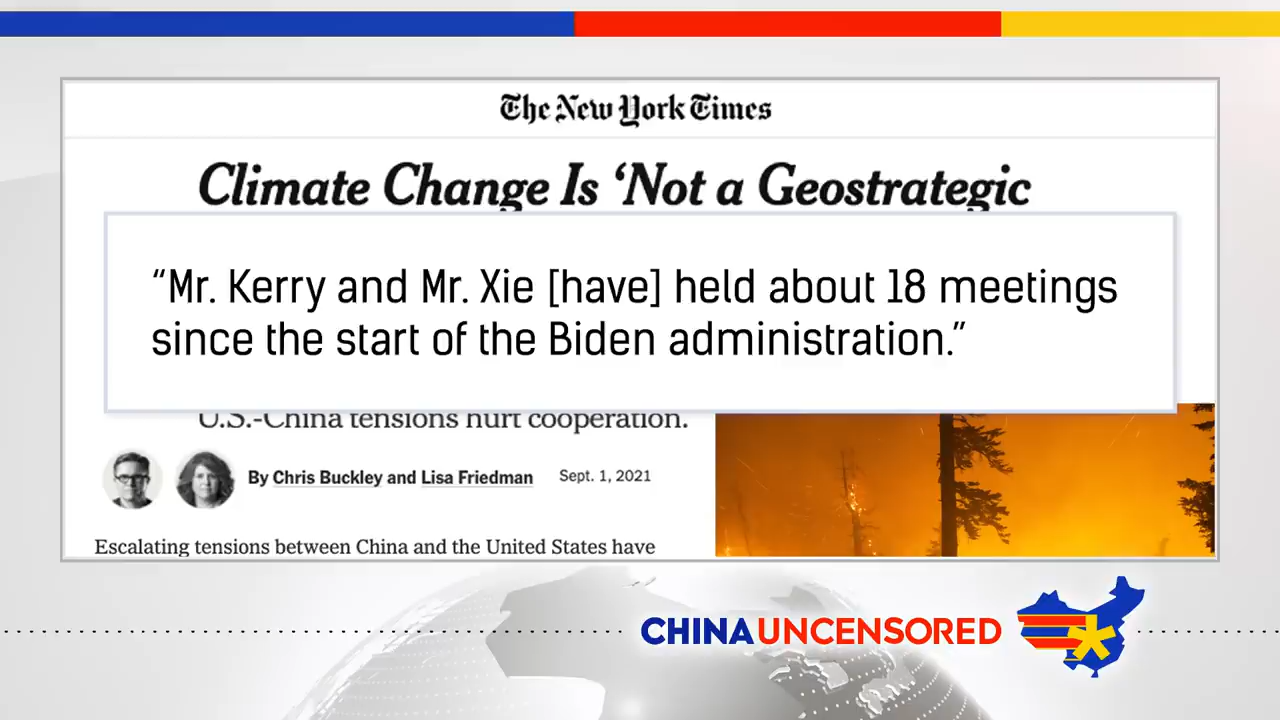 The New York Times
Climate Change Is ‘Not a Geostrategic
“Mr. Kerry and Mr. Xie [have] held about 18 meetings
since the start of the Biden administration.”
U.S.-China tensions hurt cooperation.
By Chris Buckley and Lisa Friedman Sept. 1, 2021
Escalating tensions between China and the United States have
CHINA UNCENSORED